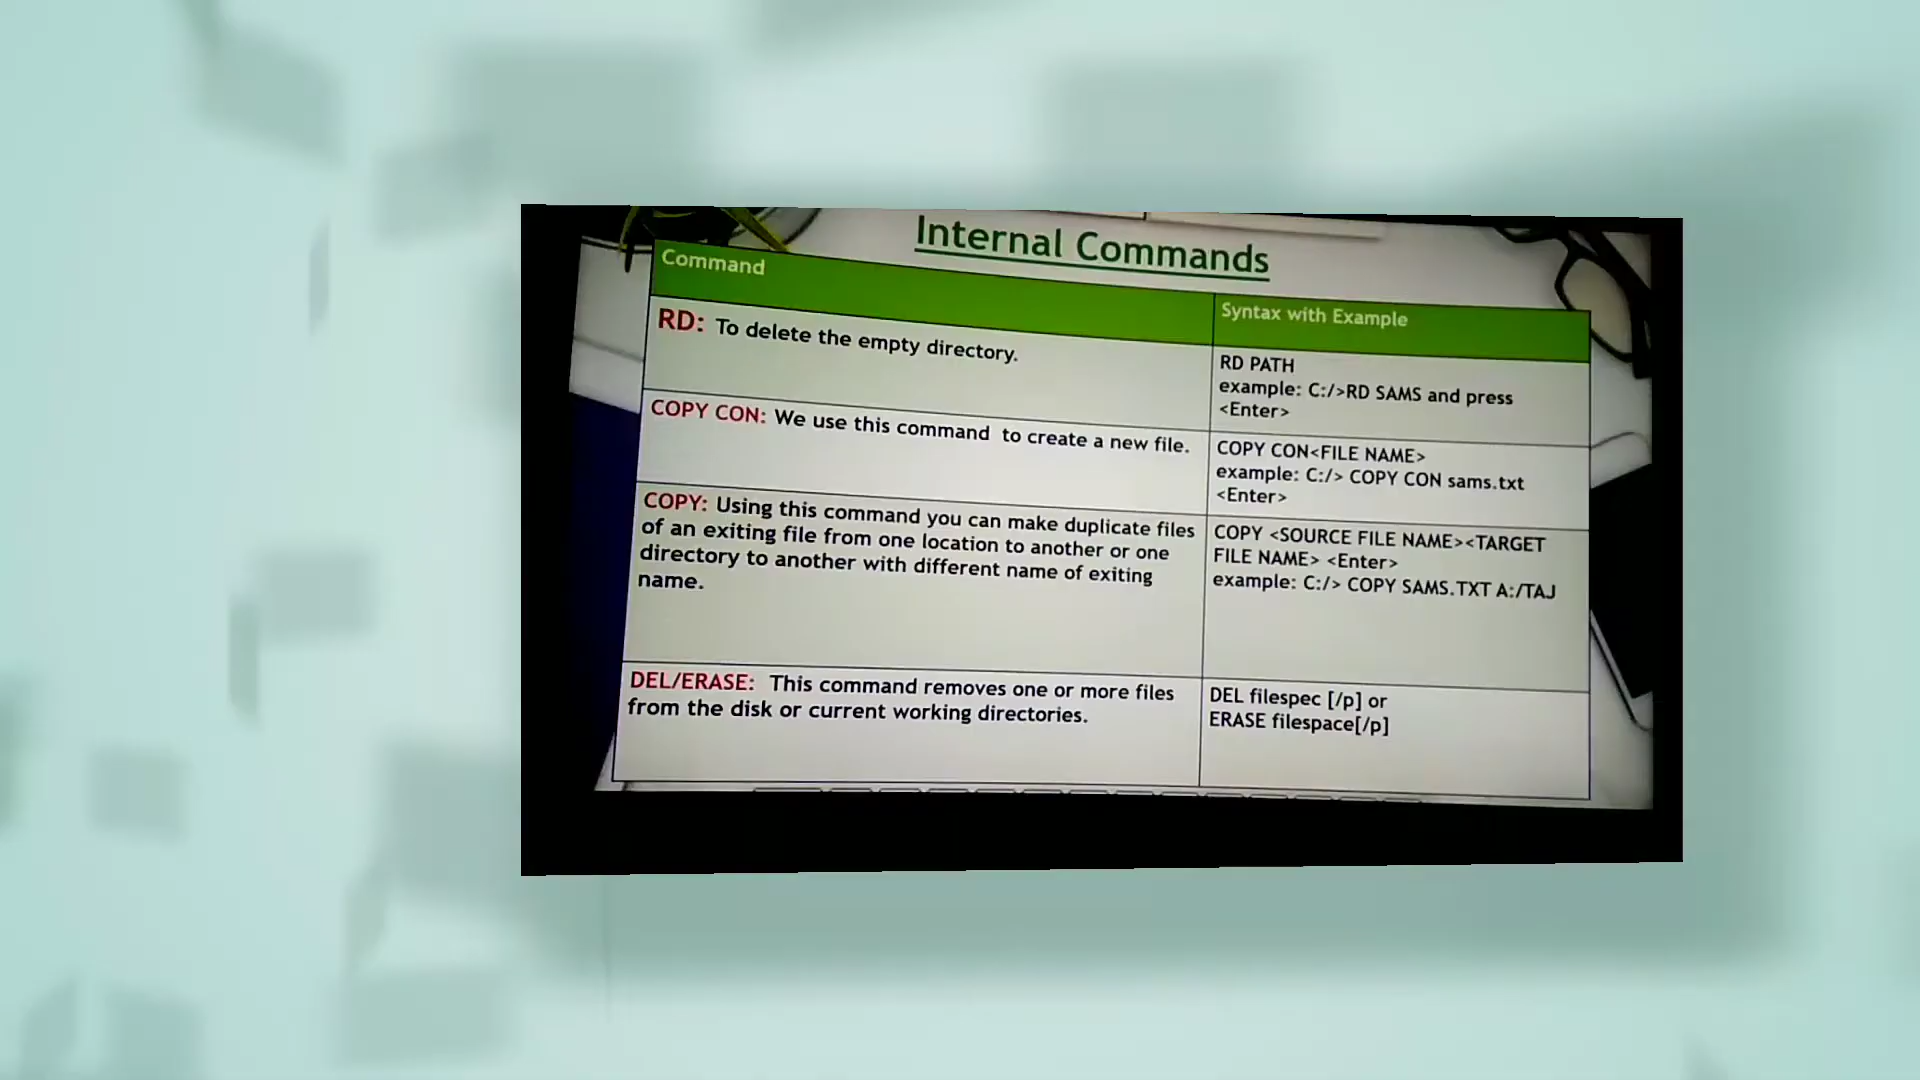 Internal Commands
Command
Syntax with Example
RD: To delete the empty directory.
RD PATH
example: C:/>RD SAMS and press
<Enter>
COPY CON: We use this command to create a new file.
COPY CON<FILE NAME>
example: C:/> COPY CON sams.txt
<Enter>
COPY: Using this command you can make duplicate files
of an exiting file from one location to another or one
directory to another with different name of exiting
name.
COPY <SOURCE FILE NAME><TARGET
FILE NAME> <Enter>
example: C:/> COPY SAMS.TXT A:/TAJ
DEL/ERASE: This command removes one or more files
from the disk or current working directories.
DEL filespec [/p] or
ERASE filespace[/p]